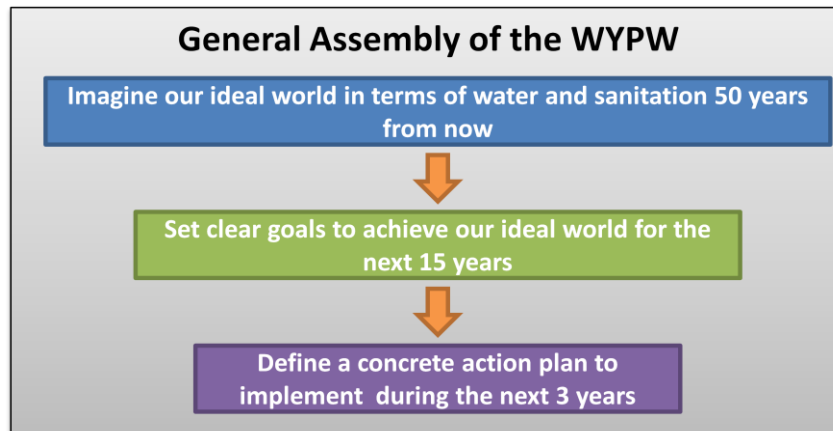 General Assembly of the WYPW
Imagine our ideal world in terms of water and sanitation 50 years
from now
Set clear goals to achieve our ideal world for the
next 15 years
Define a concrete action plan to
implement  during the next 3 years